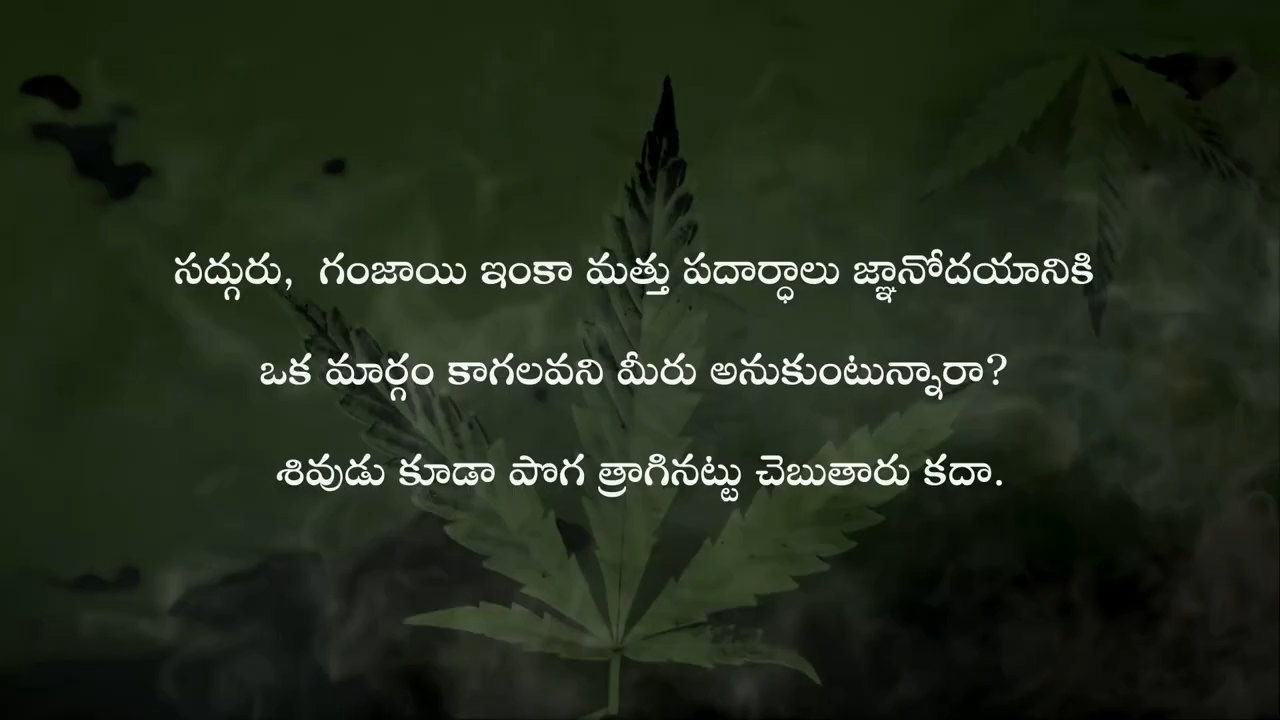 సద్గురు, గంజాయి ఇంకా మత్తు పదార్ధాలు జ్ఞానోదయానికి
ఒక మార్గం కాగలవని మీరు అనుకుంటున్నారా?
శివుడు కూడా పొగ త్రాగినట్టు చెబుతారు కదా.